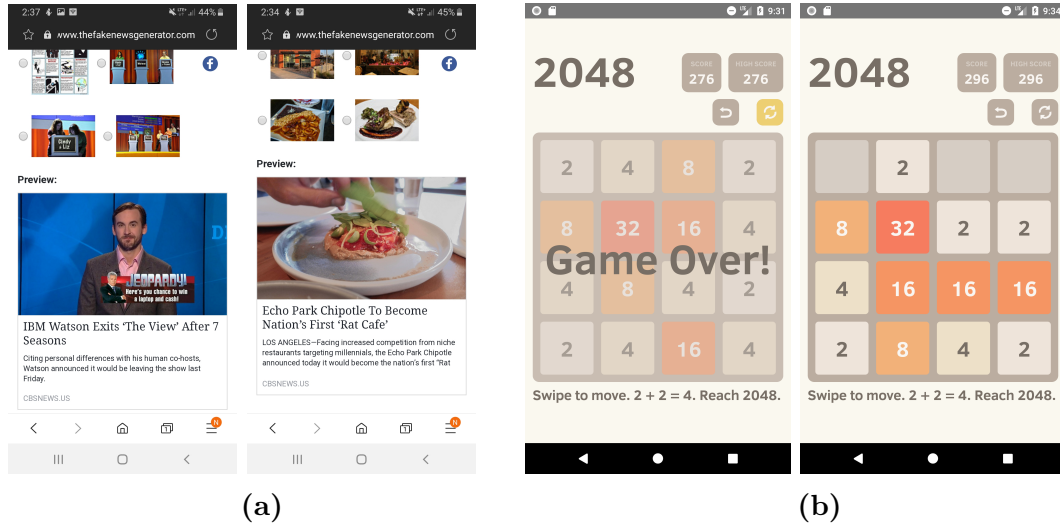 2:37 44%
www.thefakenewsgenerator.com
Cindy
& Liz
Preview:
JEOPARDY!
Here's you chance to win
a laptop and cash!
IBM Watson Exits ‘The View’ After 7
Seasons
Citing personal differences with his human co-hosts,
Watson announced it would be leaving the show last
Friday.
CBSNEWS.US
1
N
2:34 45%
www.thefakenewsgenerator.com
Preview:
Echo Park Chipotle To Become
Nation’s First ‘Rat Cafe’
LOS ANGELES—Facing increased competition from niche
restaurants targeting millennials, the Echo Park Chipotle
announced today it would become the nation’s first “Rat
CBSNEWS.US
1
N
(a)
9:31
2048
SCORE
276
HIGH SCORE
276
2 4 8 2
8 32 16 4
Game Over!
4 8 4 2
2 4 16 4
Swipe to move. 2 + 2 = 4. Reach 2048.
9:34
2048
SCORE
296
HIGH SCORE
296
2
8 32 2 2
4 16 16 16
2 8 4 2
Swipe to move. 2 + 2 = 4. Reach 2048.
(b)